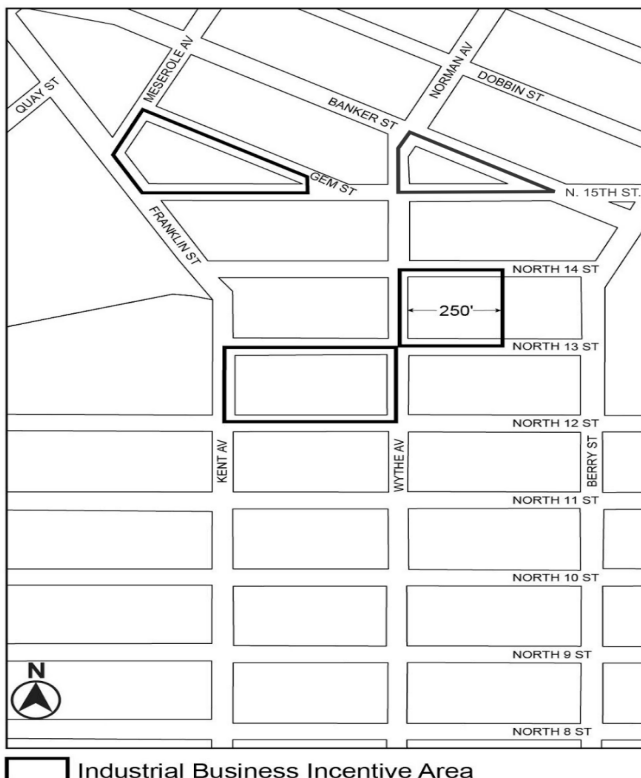 MESEROLE AV
NORMAN AV
DOBBIN ST
QUAY ST
BANKER ST
GEM ST
N. 15TH ST.
FRANKLIN ST
NORTH 14 ST
250'
NORTH 13 ST
NORTH 12 ST
KENT AV
WYTHE AV
BERRY ST
NORTH 11 ST
NORTH 10 ST
NORTH 9 ST
N
NORTH 8 ST
Industrial Business Incentive Area